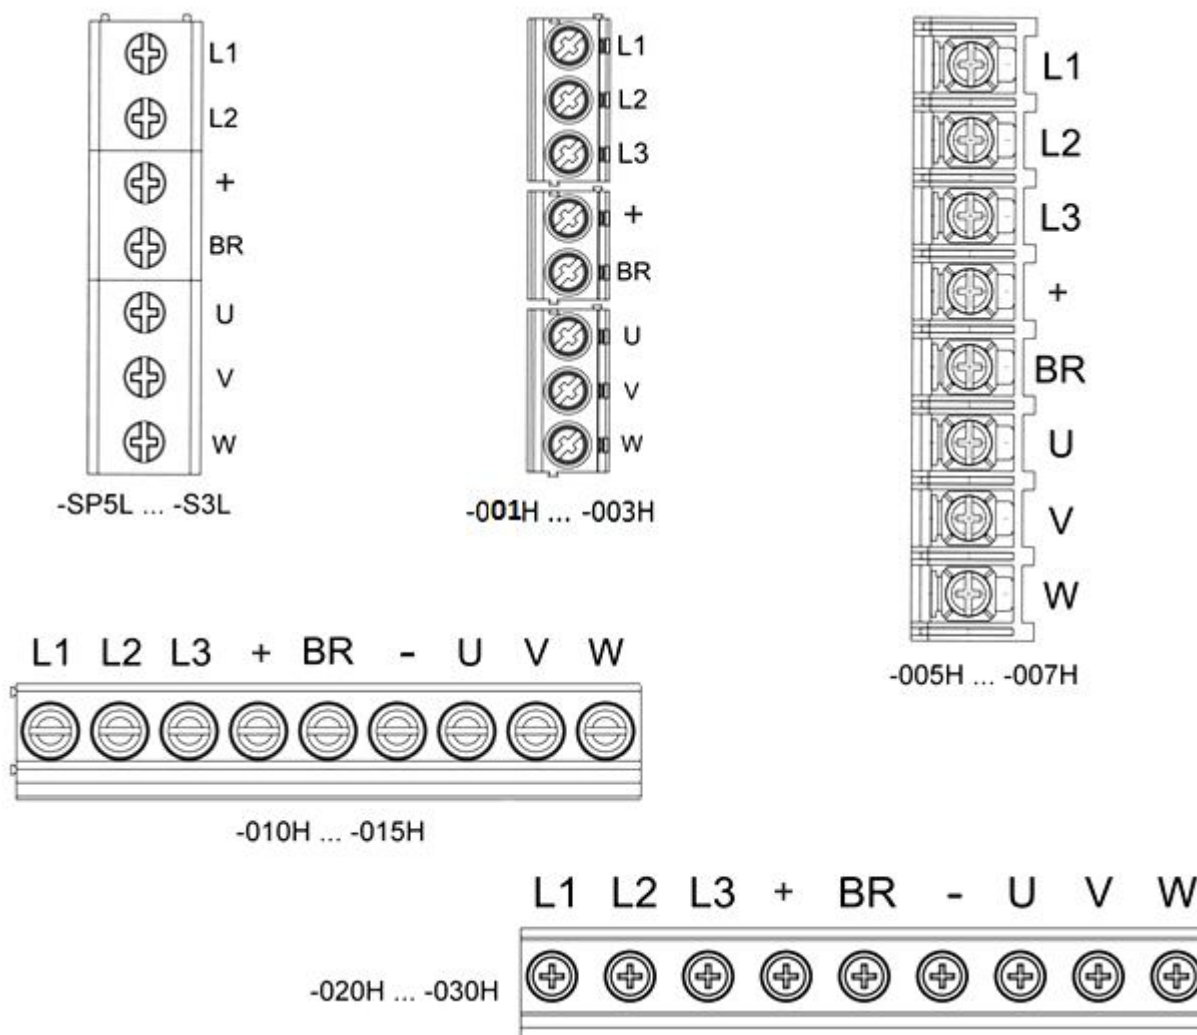 L1
L2
+
BR
U
V
W
-SP5L ... -S3L
L1
L2
L3
+
BR
U
V
W
-001H ... -003H
L1
L2
L3
+
BR
U
V
W
-005H ... -007H
L1 L2 L3 + BR - U V W
-010H ... -015H
L1 L2 L3 + BR - U V W
-020H ... -030H